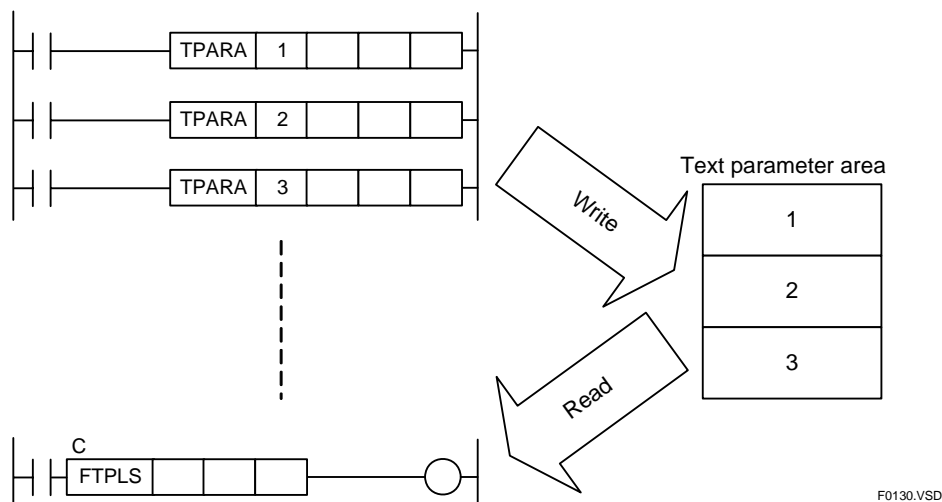 TPARA 1
TPARA 2
TPARA 3
Write
Text parameter area
1
2
3
Read
C
FTPLS
F0130.VSD